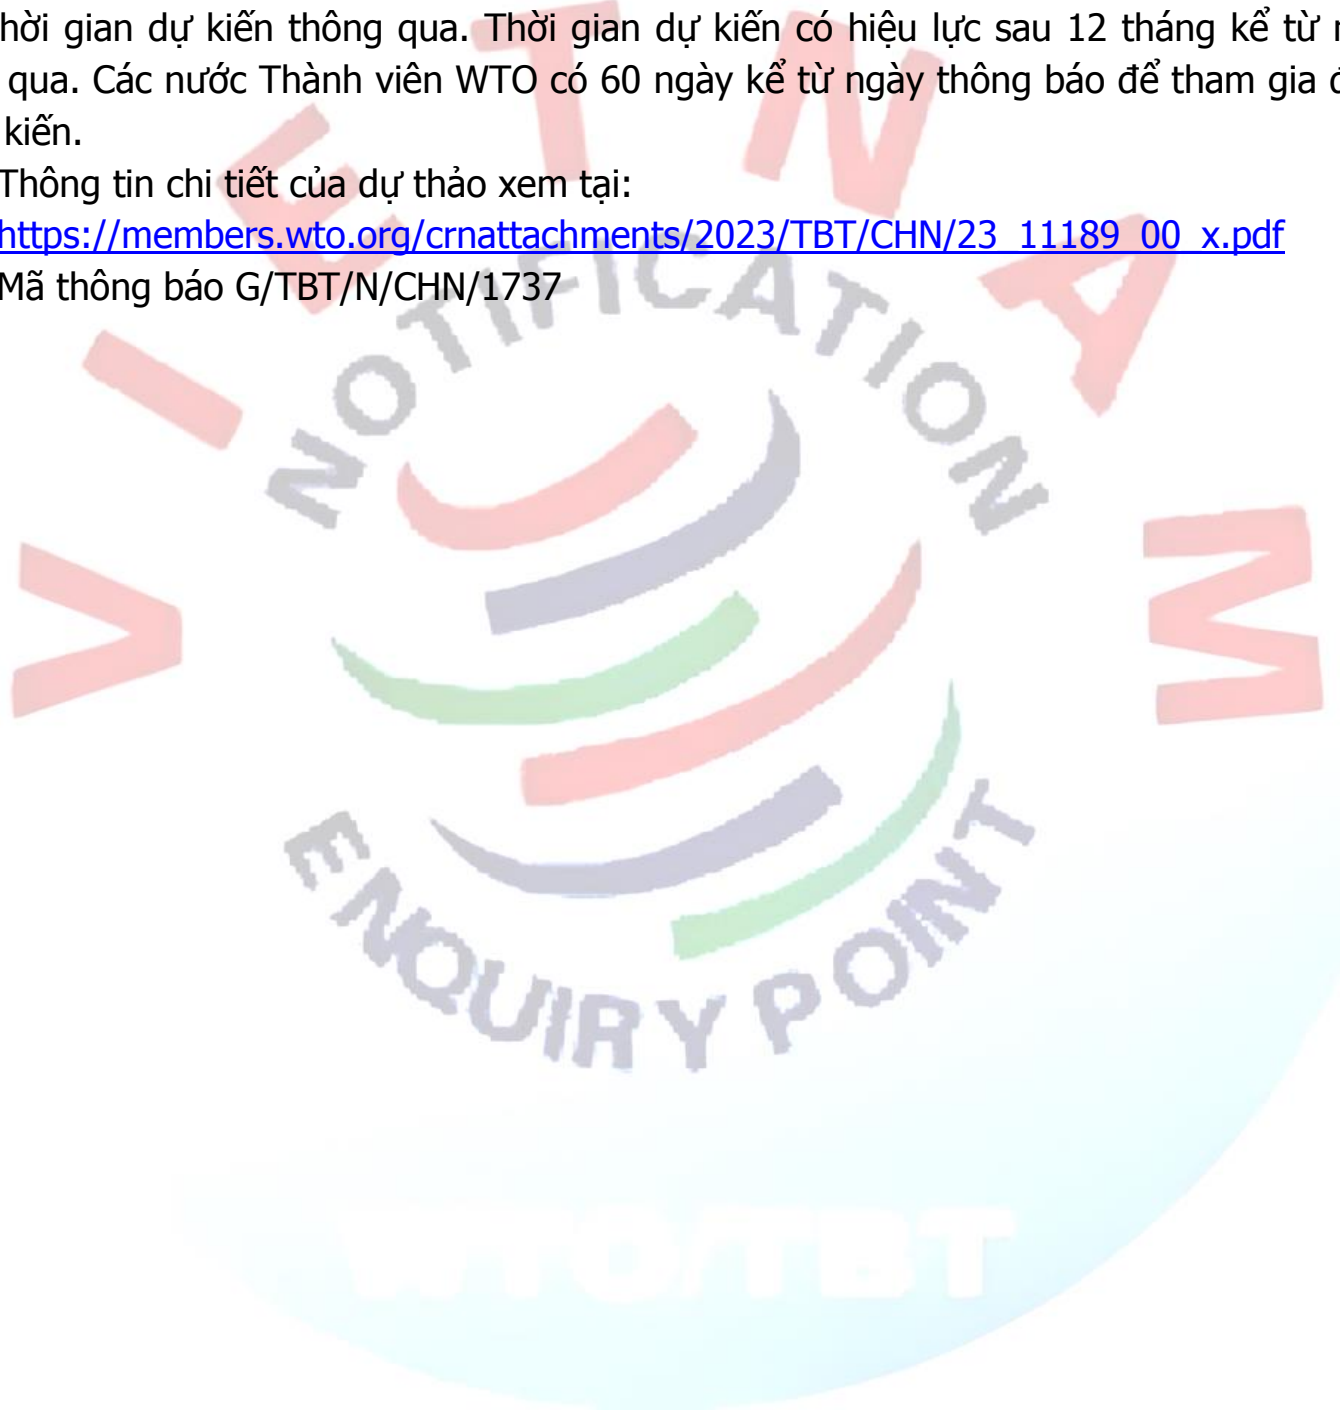 hời gian dự kiến thông qua. Thời gian dự kiến có hiệu lực sau 12 tháng kể từ
qua. Các nước Thành viên WTO có 60 ngày kể từ ngày thông báo để tham gia
kiến.
Thông tin chi tiết của dự thảo xem tại:
https://members.wto.org/crnattachments/2023/TBT/CHN/23_11189_00_x.pdf
Mã thông báo G/TBT/N/CHN/1737
VIETNAM
NOTIFICATION
ENQUIRY POINT
WTO/TBT